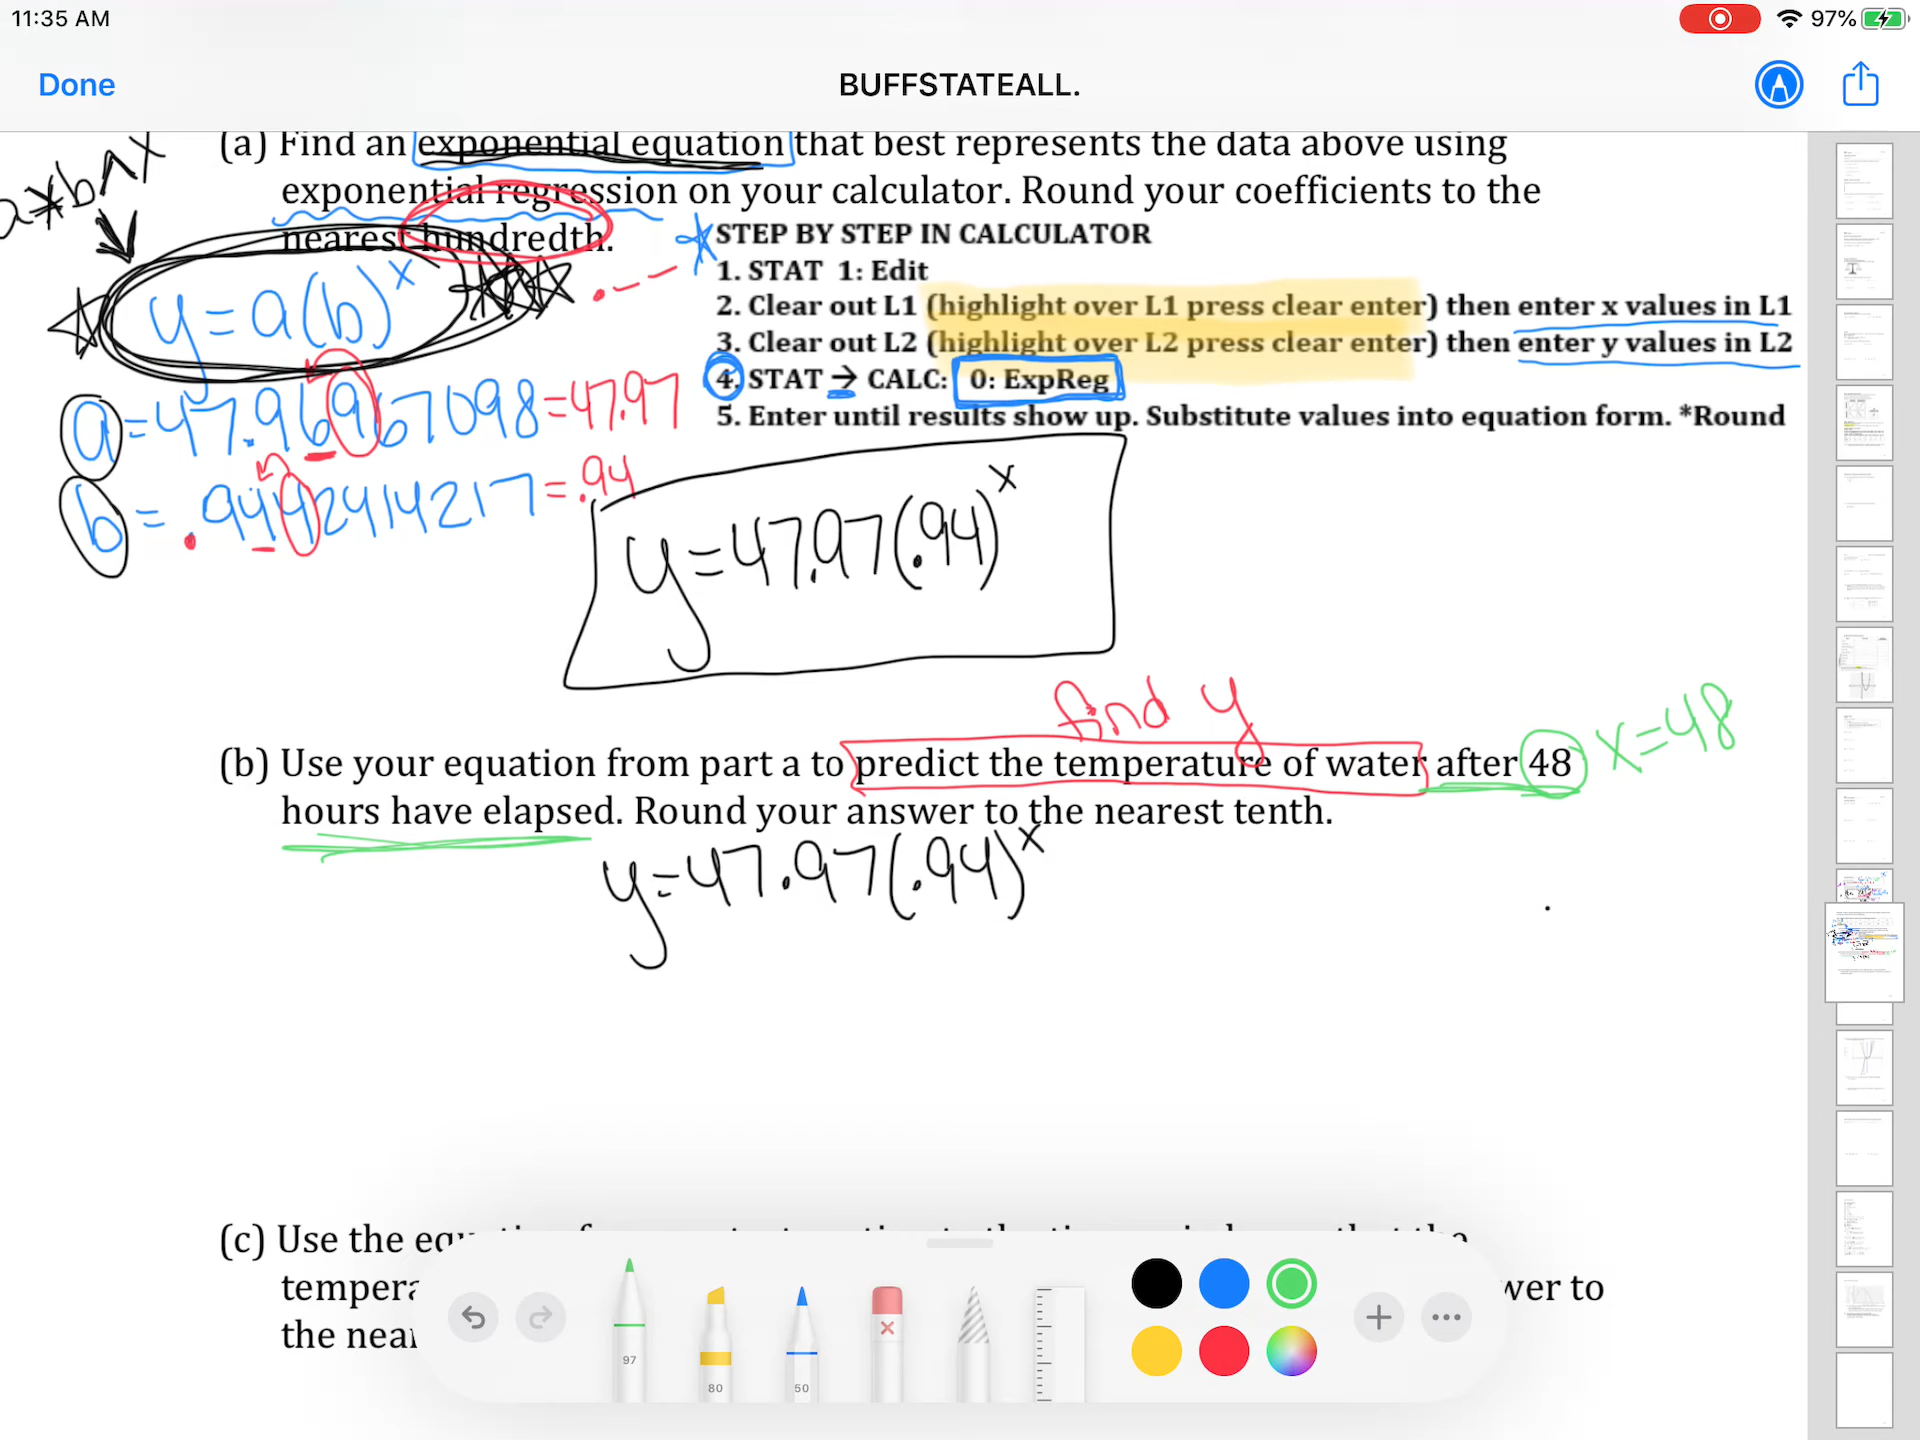 11:35 AM
97%
Done
BUFFSTATEALL.
(a) Find an exponential equation that best represents the data above using
exponential regression on your calculator. Round your coefficients to the
nearest hundredth.
a*b^x
y=a(b)^x
a=47.96967098=47.97
b=.9442414217=.94
*STEP BY STEP IN CALCULATOR
1. STAT 1: Edit
2. Clear out L1 (highlight over L1 press clear enter) then enter x values in L1
3. Clear out L2 (highlight over L2 press clear enter) then enter y values in L2
4. STAT → CALC: 0: ExpReg
5. Enter until results show up. Substitute values into equation form. *Round
y=47.97(.94)^x
find y
(b) Use your equation from part a to predict the temperature of water after 48
x=48
hours have elapsed. Round your answer to the nearest tenth.
y=47.97(.94)^x
(c) Use the
wer to
the
97
80
50